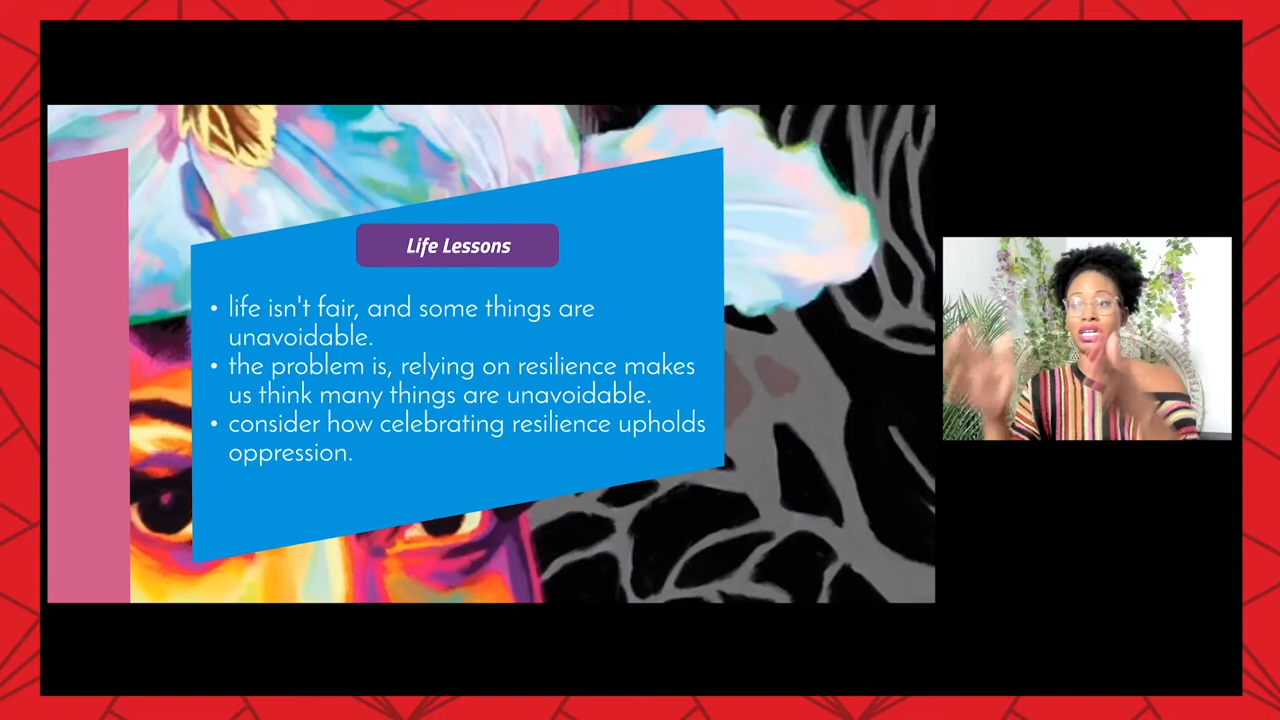 Life Lessons
• life isn't fair, and some things are
unavoidable.
• the problem is, relying on resilience makes
us think many things are unavoidable.
• consider how celebrating resilience upholds
oppression.